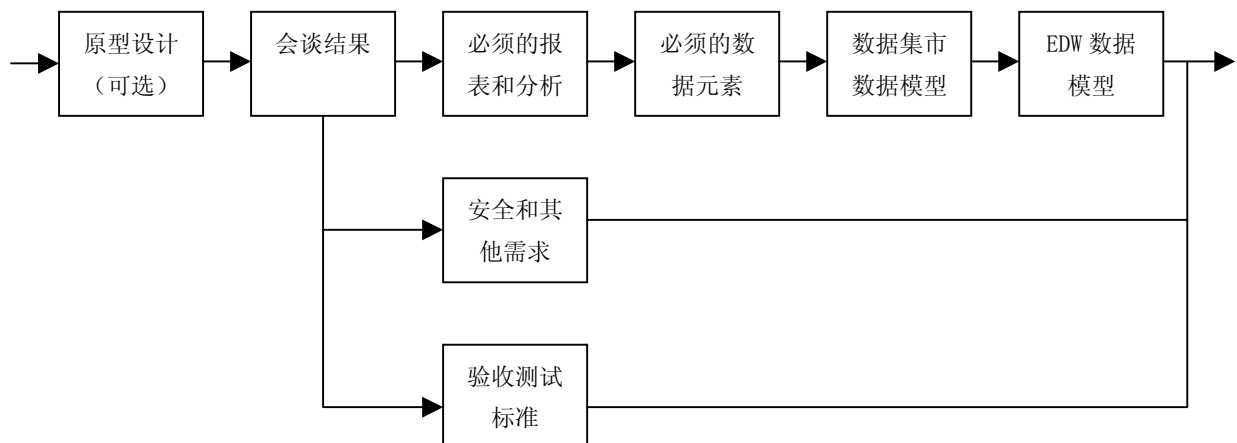 原型设计
（可选）
会谈结果
必须的报
表和分析
必须的数
据元素
数据集市
数据模型
EDW 数据
模型
安全和其
他需求
验收测试
标准